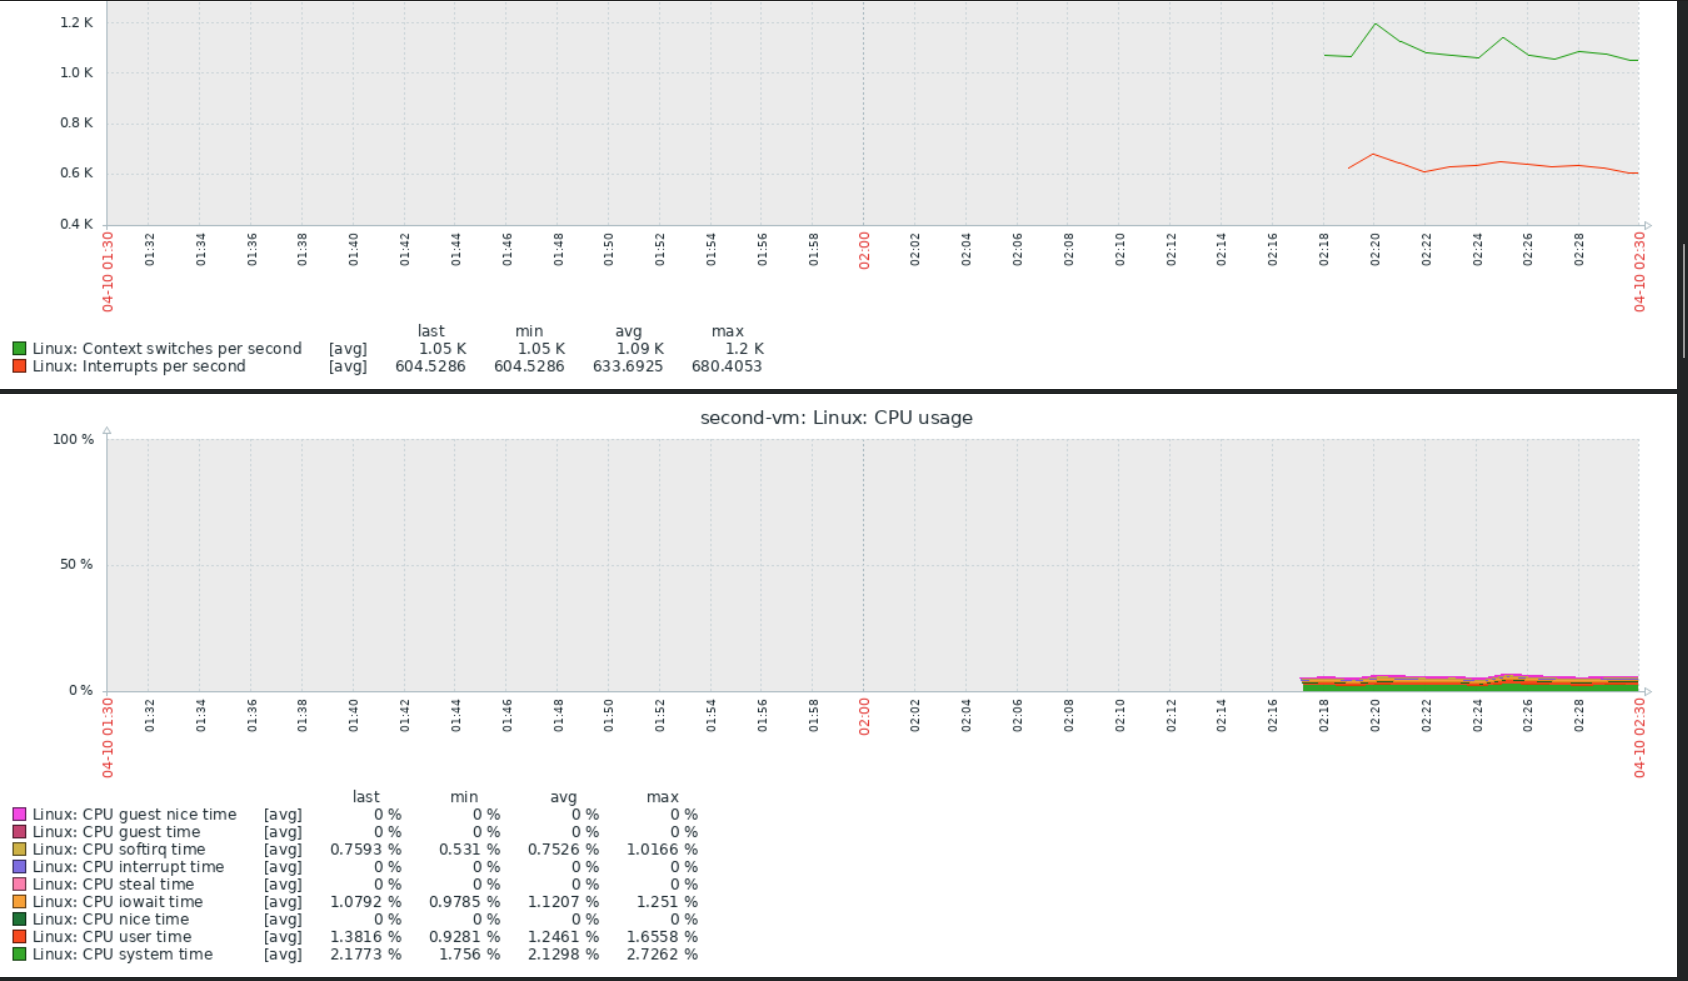 1.2 K
1.0 K
0.8 K
0.6 K
0.4 K
04-10 01:30 01:32 01:34 01:36 01:38 01:40 01:42 01:44 01:46 01:48 01:50 01:52 01:54 01:56 01:58 02:00 02:02 02:04 02:06 02:08 02:10 02:12 02:14 02:16 02:18 02:20 02:22 02:24 02:26 02:28 04-10 02:30
last min avg max
Linux: Context switches per second [avg] 1.05 K 1.05 K 1.09 K 1.2 K
Linux: Interrupts per second [avg] 604.5286 604.5286 633.6925 680.4053
second-vm: Linux: CPU usage
100 %
50 %
0 %
04-10 01:30 01:32 01:34 01:36 01:38 01:40 01:42 01:44 01:46 01:48 01:50 01:52 01:54 01:56 01:58 02:00 02:02 02:04 02:06 02:08 02:10 02:12 02:14 02:16 02:18 02:20 02:22 02:24 02:26 02:28 04-10 02:30
last min avg max
Linux: CPU guest nice time [avg] 0 % 0 % 0 % 0 %
Linux: CPU guest time [avg] 0 % 0 % 0 % 0 %
Linux: CPU softirq time [avg] 0.7593 % 0.531 % 0.7526 % 1.0166 %
Linux: CPU interrupt time [avg] 0 % 0 % 0 % 0 %
Linux: CPU steal time [avg] 0 % 0 % 0 % 0 %
Linux: CPU iowait time [avg] 1.0792 % 0.9785 % 1.1207 % 1.251 %
Linux: CPU nice time [avg] 0 % 0 % 0 % 0 %
Linux: CPU user time [avg] 1.3816 % 0.9281 % 1.2461 % 1.6558 %
Linux: CPU system time [avg] 2.1773 % 1.756 % 2.1298 % 2.7262 %